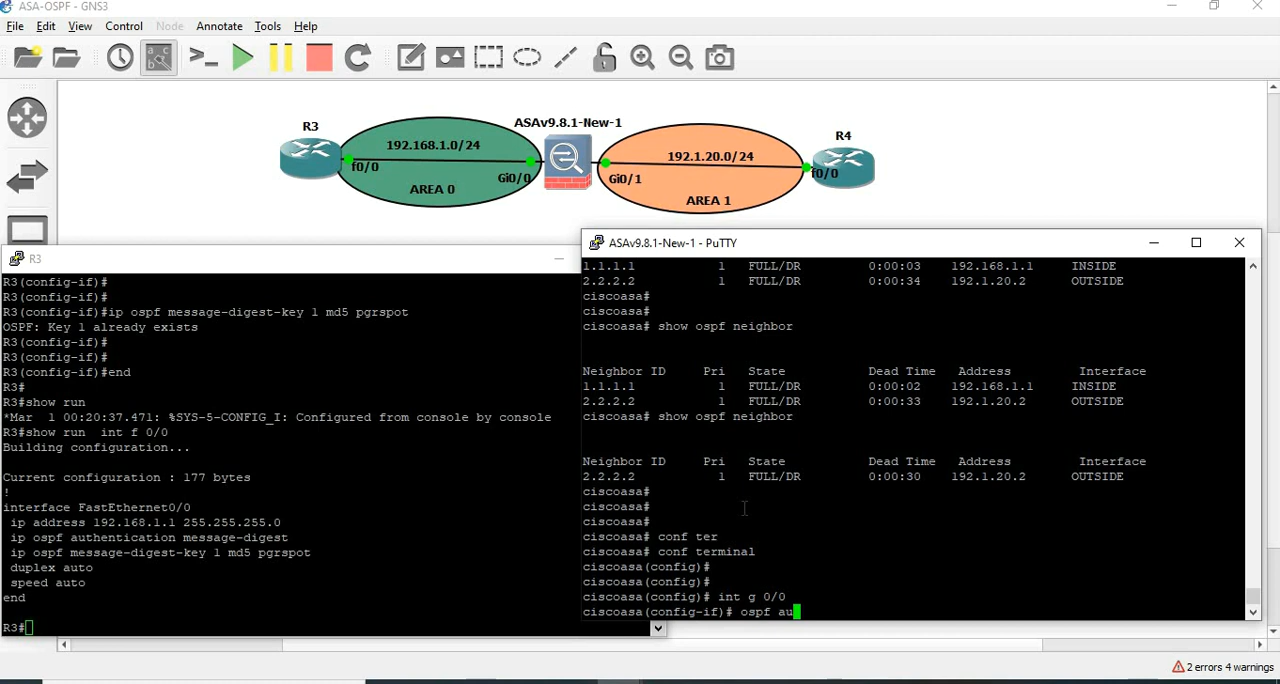 ASA-OSPF - GNS3
File Edit View Control Node Annotate Tools Help
R3
ASAv9.8.1-New-1
R4
192.168.1.0/24
192.1.20.0/24
f0/0
Gi0/0
Gi0/1
f0/0
AREA 0
AREA 1
R3
R3(config-if)#
R3(config-if)#
R3(config-if)#ip ospf message-digest-key 1 md5 pgrspot
OSPF: Key 1 already exists
R3(config-if)#
R3(config-if)#
R3(config-if)#end
R3#
R3#show run
*Mar  1 00:20:37.471: %SYS-5-CONFIG_I: Configured from console by console
R3#show run  int f 0/0
Building configuration...
Current configuration : 177 bytes
!
interface FastEthernet0/0
ip address 192.168.1.1 255.255.255.0
ip ospf authentication message-digest
ip ospf message-digest-key 1 md5 pgrspot
duplex auto
speed auto
end
R3#
ASAv9.8.1-New-1 - PuTTY
1.1.1.1 1 FULL/DR 0:00:03 192.168.1.1 INSIDE
2.2.2.2 1 FULL/DR 0:00:34 192.1.20.2 OUTSIDE
ciscoasa#
ciscoasa#
ciscoasa# show ospf neighbor
Neighbor ID Pri State Dead Time Address Interface
1.1.1.1 1 FULL/DR 0:00:02 192.168.1.1 INSIDE
2.2.2.2 1 FULL/DR 0:00:33 192.1.20.2 OUTSIDE
ciscoasa# show ospf neighbor
Neighbor ID Pri State Dead Time Address Interface
2.2.2.2 1 FULL/DR 0:00:30 192.1.20.2 OUTSIDE
ciscoasa#
ciscoasa#
ciscoasa#
ciscoasa# conf ter
ciscoasa# conf terminal
ciscoasa(config)#
ciscoasa(config)#
ciscoasa(config)# int g 0/0
ciscoasa(config-if)# ospf au
2 errors 4 warnings